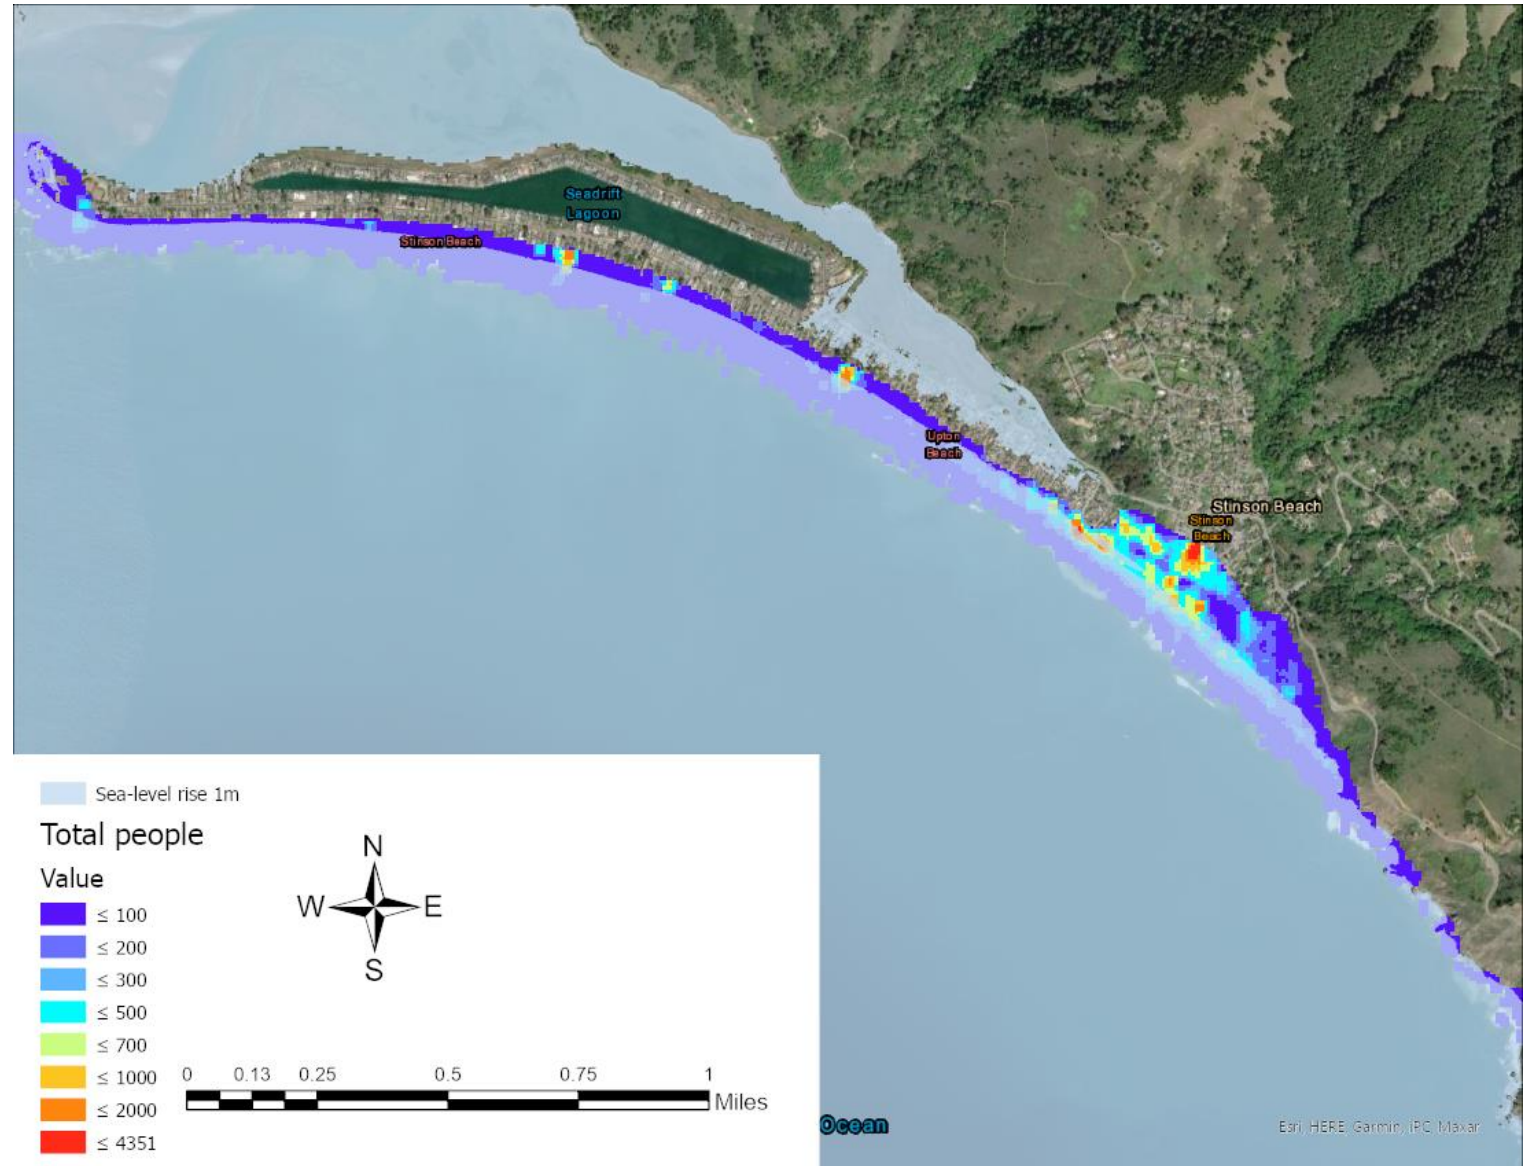 Seadrift
Lagoon
Stinson Beach
Upton
Beach
Stinson Beach
Stinson
Beach
Sea-level rise 1m
Total people
Value
≤ 100
≤ 200
≤ 300
≤ 500
≤ 700
≤ 1000
≤ 2000
≤ 4351
N
W
E
S
0 0.13 0.25 0.5 0.75 1
Miles
Ocean
Esri, HERE, Garmin, iPC, Maxar